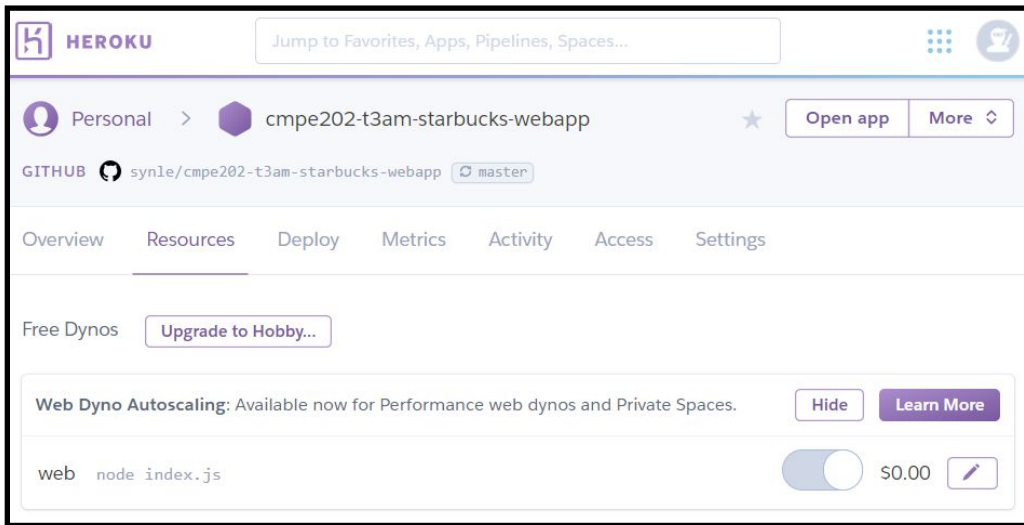 HEROKU
Jump to Favorites, Apps, Pipelines, Spaces...
Personal > cmpe202-t3am-starbucks-webapp
Open app
More
GITHUB synle/cmpe202-t3am-starbucks-webapp master
Overview Resources Deploy Metrics Activity Access Settings
Free Dynos Upgrade to Hobby...
Web Dyno Autoscaling: Available now for Performance web dynos and Private Spaces. Hide Learn More
web node index.js $0.00